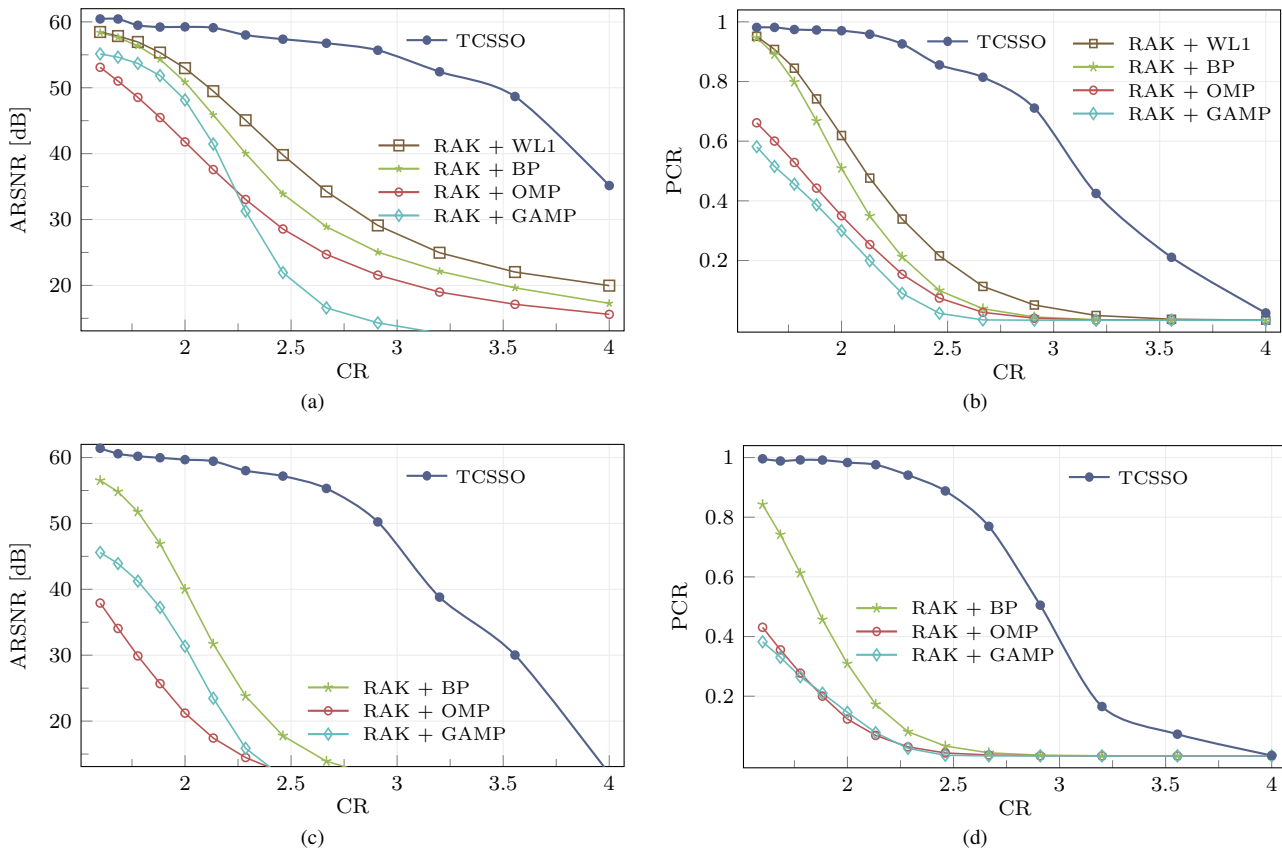 60
50
40
30
20
ARSNR [dB]
TCSSO
RAK + WL1
RAK + BP
RAK + OMP
RAK + GAMP
2
2.5
3
3.5
4
CR
(a)
1
0.8
0.6
0.4
0.2
PCR
TCSSO
RAK + WL1
RAK + BP
RAK + OMP
RAK + GAMP
2
2.5
3
3.5
4
CR
(b)
60
50
40
30
20
ARSNR [dB]
TCSSO
RAK + BP
RAK + OMP
RAK + GAMP
2
2.5
3
3.5
4
CR
(c)
1
0.8
0.6
0.4
0.2
PCR
TCSSO
RAK + BP
RAK + OMP
RAK + GAMP
2
2.5
3
3.5
4
CR
(d)